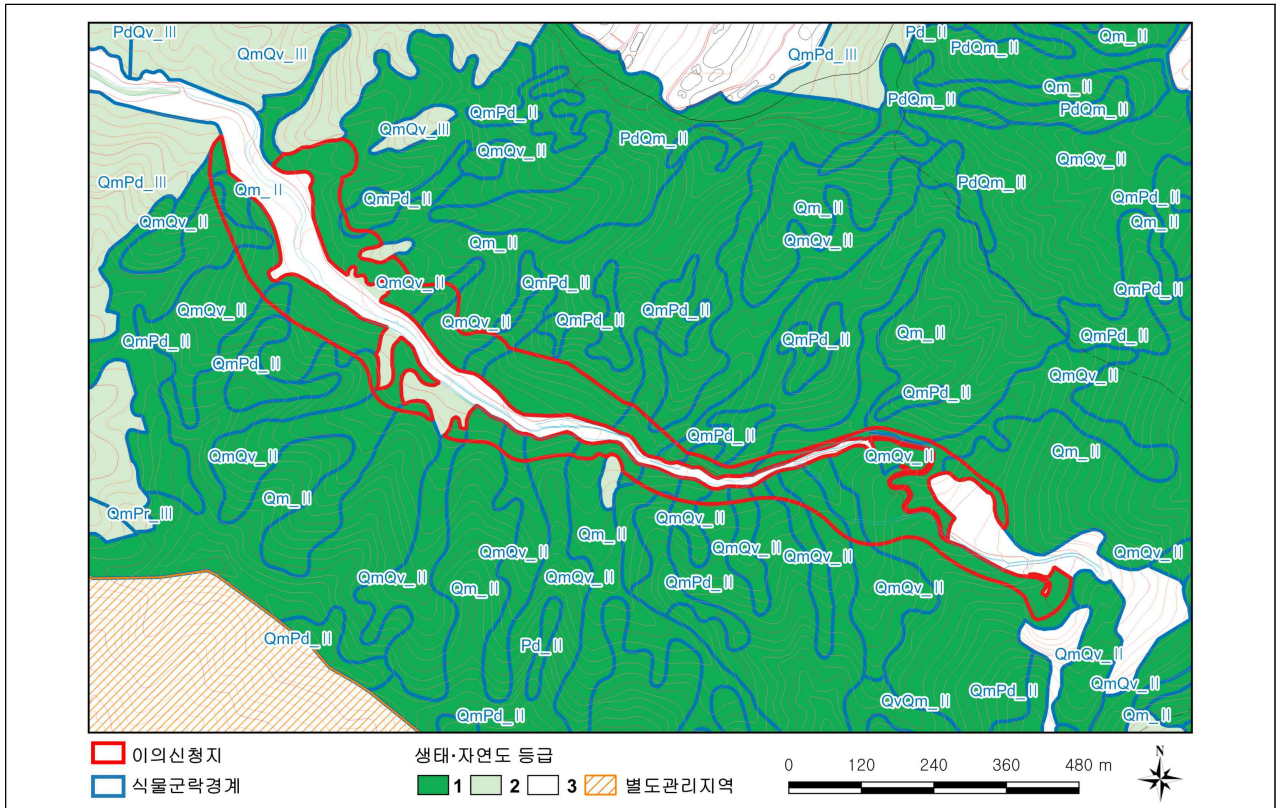 PdQv_III
QmQv_III
QmPd_III
Pd_II
PdQm_II
Qm_II
Qm_II
PdQm_II
PdQm_II
QmPd_II
QmQv_III
PdQm_II
QmQv_II
QmQv_II
QmPd_III
Qm_II
QmPd_II
PdQm_II
QmPd_II
Qm_II
Qm_II
QmQv_II
Qm_II
QmQv_II
QmQv_II
QmPd_II
QmPd_II
QmQv_II
QmPd_II
QmQv_II
QmPd_II
Qm_II
QmPd_II
QmPd_II
QmPd_II
QmPd_II
QmQv_II
QmPd_II
QmPd_II
QmQv_II
QmQv_II
Qm_II
Qm_II
QmPr_III
QmQv_II
Qm_II
QmQv_II
QmQv_II
QmQv_II
QmQv_II
QmQv_II
QmQv_II
Qm_II
QmPd_II
QmQv_II
QmPd_II
Pd_II
QmQv_II
QmQv_II
QmPd_II
QvQm_II
QmPd_II
Qm_II
이의신청지
식물군락경계
생태·자연도 등급
1 2 3 별도관리지역
0 120 240 360 480 m
N